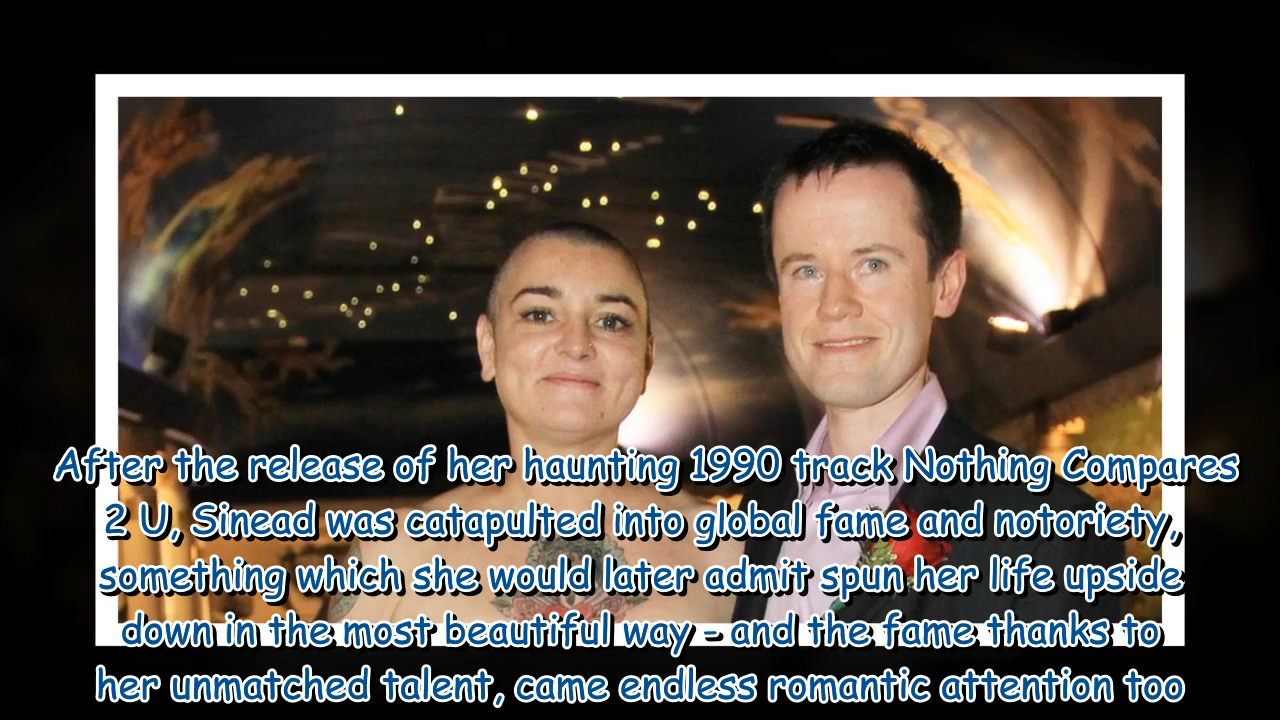 After the release of her haunting 1990 track Nothing Compares
2 U, Sinead was catapulted into global fame and notoriety,
something which she would later admit spun her life upside
down in the most beautiful way - and the fame thanks to
her unmatched talent, came endless romantic attention too